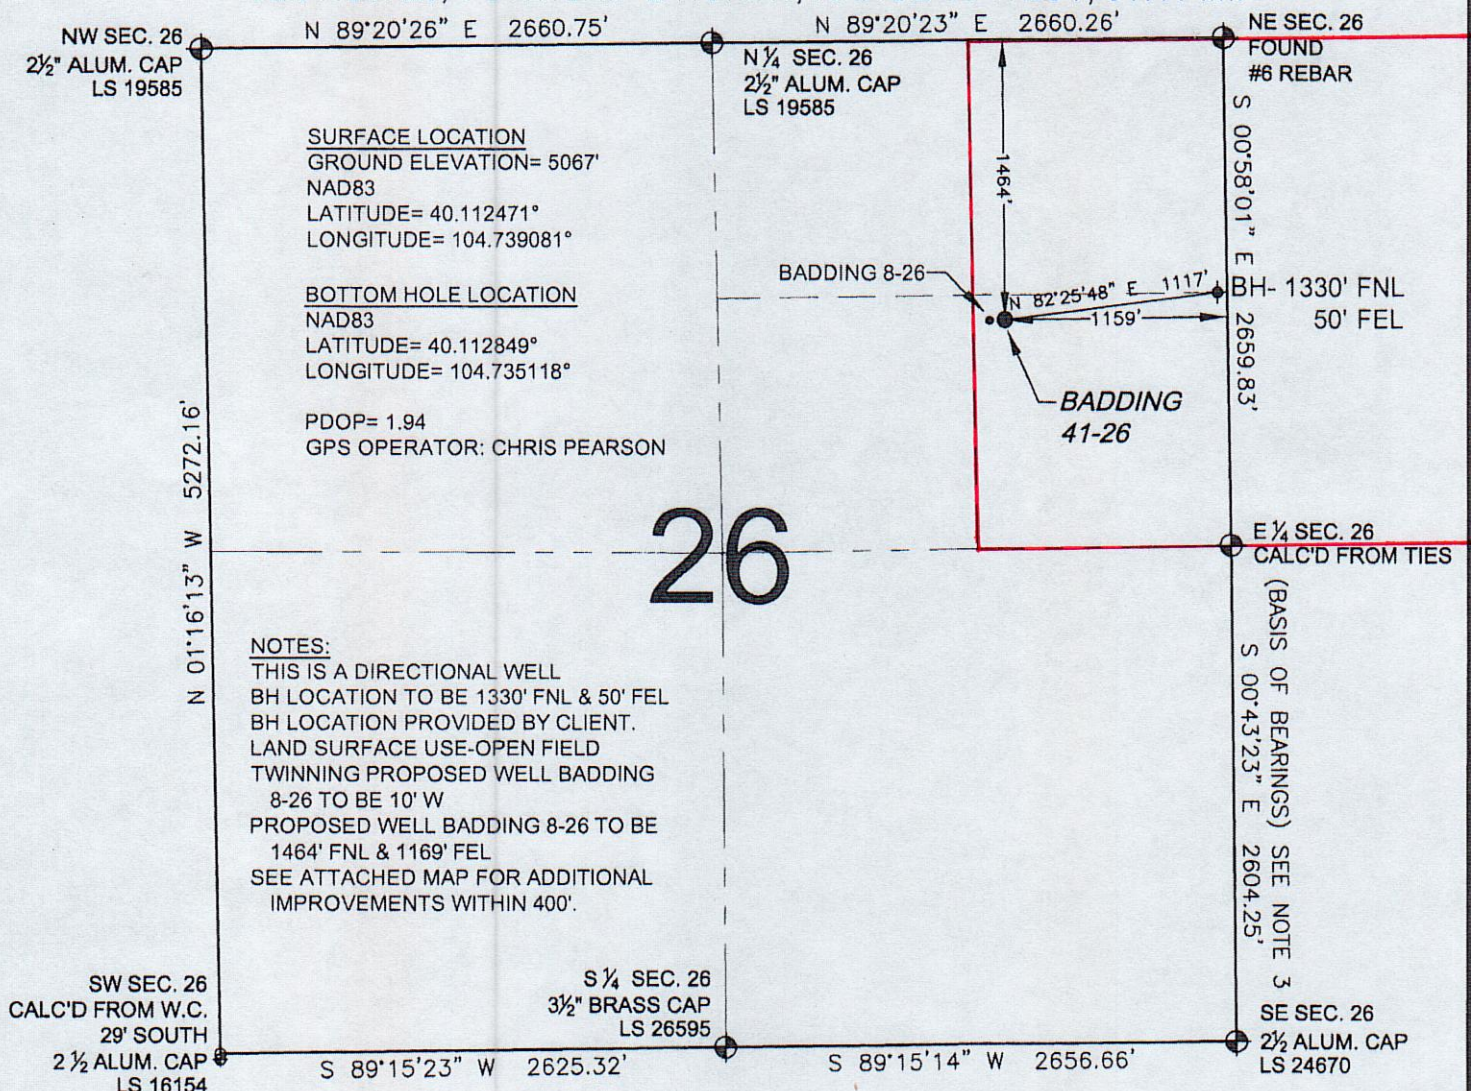 N 89°20'26" E 2660.75'
N 89°20'23" E 2660.26'
NW SEC. 26
2½" ALUM. CAP
LS 19585
N ¼ SEC. 26
2½" ALUM. CAP
LS 19585
NE SEC. 26
FOUND
#6 REBAR
SURFACE LOCATION
GROUND ELEVATION= 5067'
NAD83
LATITUDE= 40.112471°
LONGITUDE= 104.739081°
BOTTOM HOLE LOCATION
NAD83
LATITUDE= 40.112849°
LONGITUDE= 104.735118°
PDOP= 1.94
GPS OPERATOR: CHRIS PEARSON
1464'
S 00°58'01" E 2659.83'
BADDING 8-26
N 82°25'48" E 1117'
1159'
BH- 1330' FNL
50' FEL
BADDING
41-26
N 01°16'13" W 5272.16'
26
E ¼ SEC. 26
CALC'D FROM TIES
(BASIS OF BEARINGS) SEE NOTE 3
S 00°43'23" E 2604.25'
NOTES:
THIS IS A DIRECTIONAL WELL
BH LOCATION TO BE 1330' FNL & 50' FEL
BH LOCATION PROVIDED BY CLIENT.
LAND SURFACE USE-OPEN FIELD
TWINNING PROPOSED WELL BADDING
8-26 TO BE 10' W
PROPOSED WELL BADDING 8-26 TO BE
1464' FNL & 1169' FEL
SEE ATTACHED MAP FOR ADDITIONAL
IMPROVEMENTS WITHIN 400'.
SW SEC. 26
CALC'D FROM W.C.
29' SOUTH
2 ½ ALUM. CAP
LS 16154
S ¼ SEC. 26
3½" BRASS CAP
LS 26595
SE SEC. 26
2½" ALUM. CAP
LS 24670
S 89°15'23" W 2625.32'
S 89°15'14" W 2656.66'